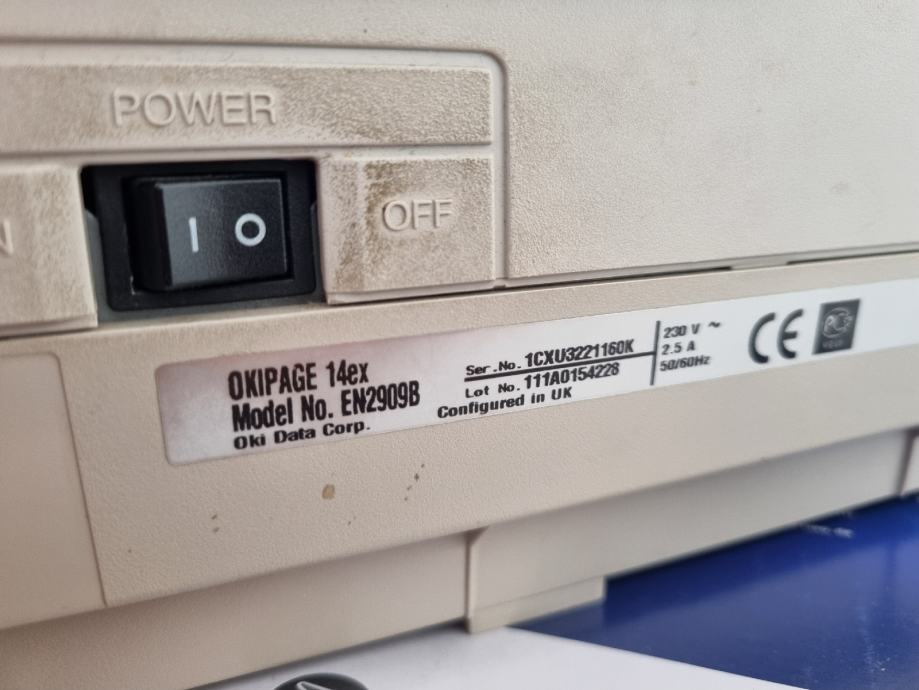 POWER
N
I O
OFF
OKIPAGE 14ex
Model No. EN2909B
Oki Data Corp.
Ser.No. 1CXU3221160K
Lot No. 111A0154228
Configured in UK
230 V ~
2.5 A
50/60Hz
CE